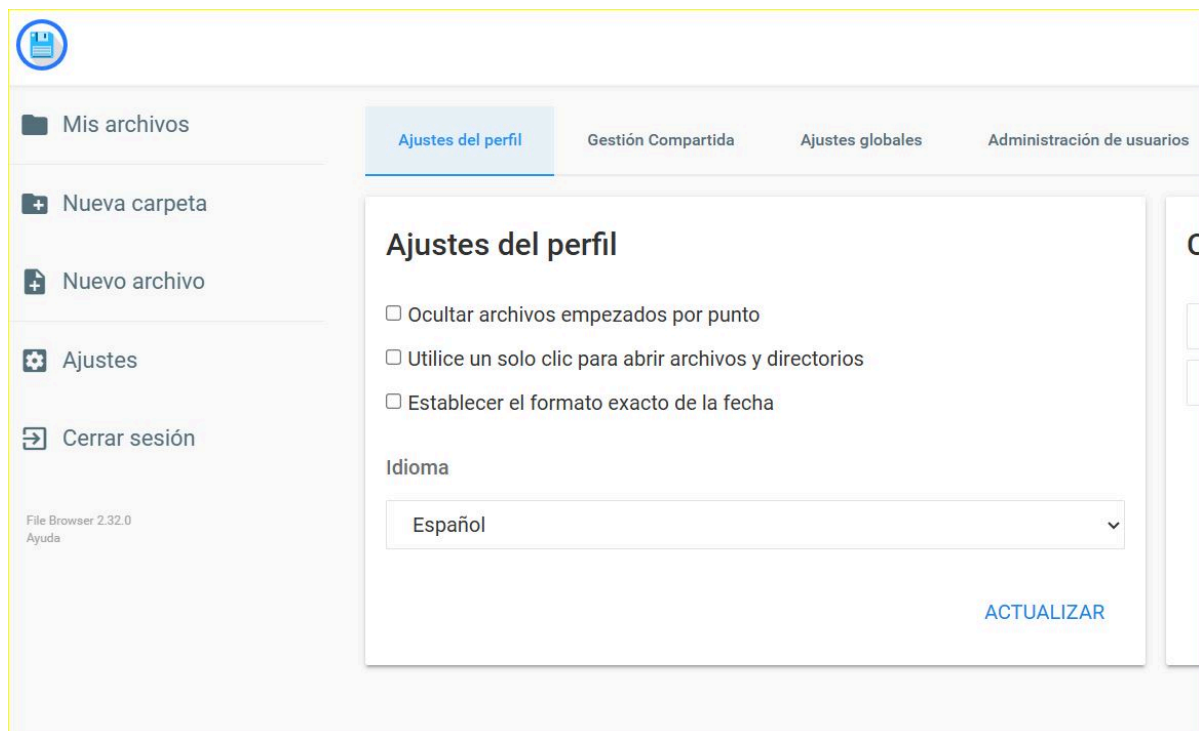 Mis archivos
Nueva carpeta
Nuevo archivo
Ajustes
Cerrar sesión
File Browser 2.32.0
Ayuda
Ajustes del perfil
Gestión Compartida
Ajustes globales
Administración de usuarios
Ajustes del perfil
Ocultar archivos empezados por punto
Utilice un solo clic para abrir archivos y directorios
Establecer el formato exacto de la fecha
Idioma
Español
ACTUALIZAR